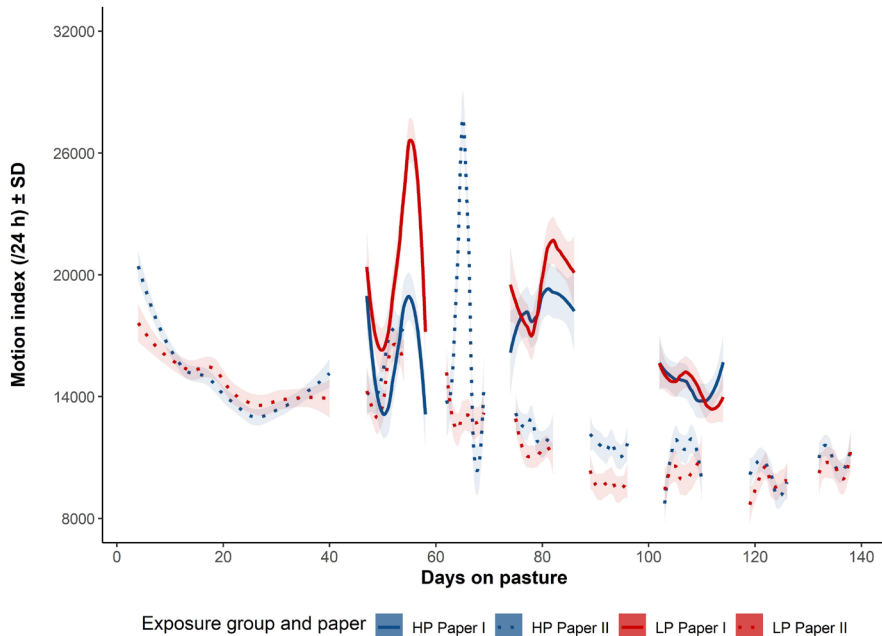 32000
26000
20000
14000
8000
Motion index (/24 h) ± SD
0 20 40 60 80 100 120 140
Days on pasture
Exposure group and paper HP Paper I HP Paper II LP Paper I LP Paper II